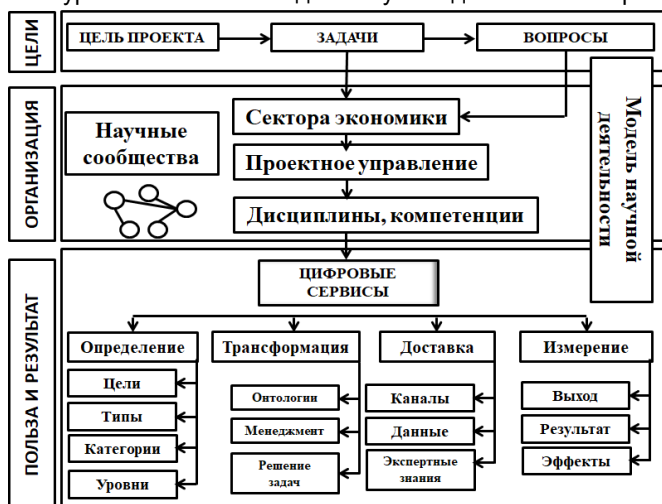 ЦЕЛИ
ЦЕЛЬ ПРОЕКТА
ЗАДАЧИ
ВОПРОСЫ
ОРГАНИЗАЦИЯ
Научные
сообщества
Сектора экономики
Проектное управление
Дисциплины, компетенции
Модель научной
деятельности
ПОЛЬЗА И РЕЗУЛЬТАТ
ЦИФРОВЫЕ
СЕРВИСЫ
Определение
Цели
Типы
Категории
Уровни
Трансформация
Онтологии
Менеджмент
Решение
задач
Доставка
Каналы
Данные
Экспертные
знания
Измерение
Выход
Результат
Эффекты